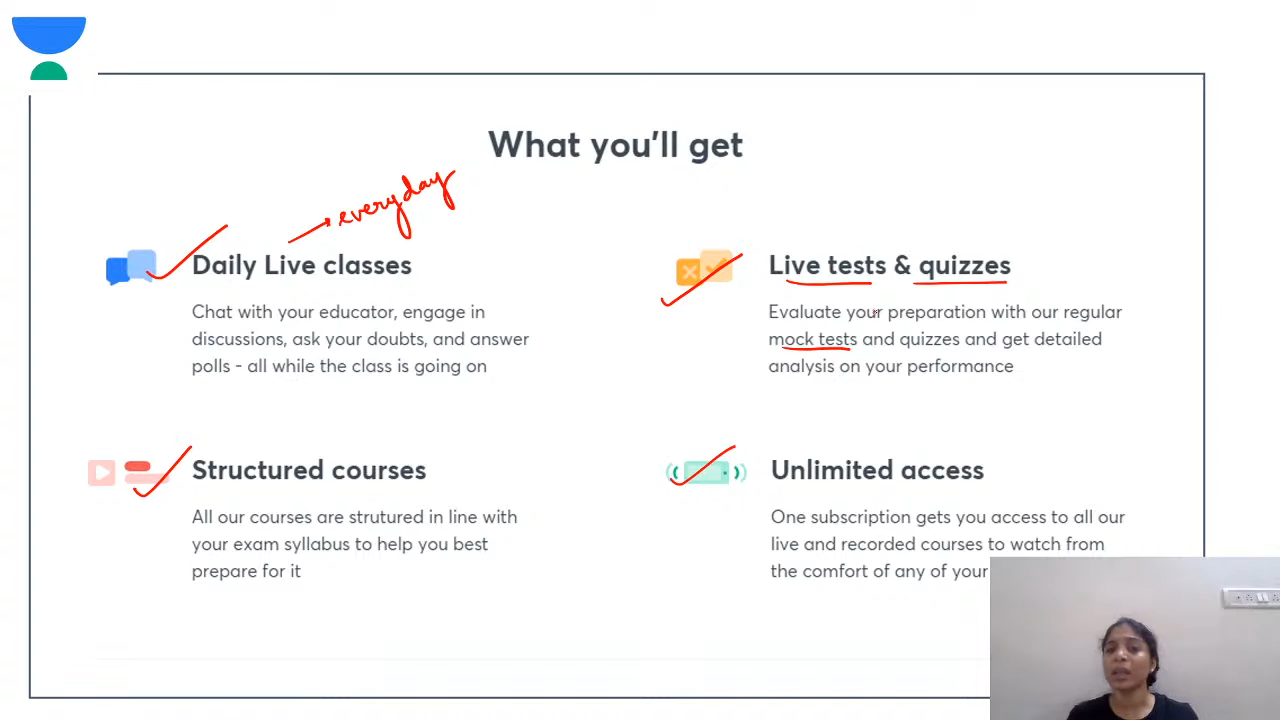 What you'll get
everyday
Daily Live classes
Chat with your educator, engage in
discussions, ask your doubts, and answer
polls - all while the class is going on
Live tests & quizzes
Evaluate your preparation with our regular
mock tests and quizzes and get detailed
analysis on your performance
Structured courses
All our courses are strutured in line with
your exam syllabus to help you best
prepare for it
Unlimited access
One subscription gets you access to all our
live and recorded courses to watch from
the comfort of any of your